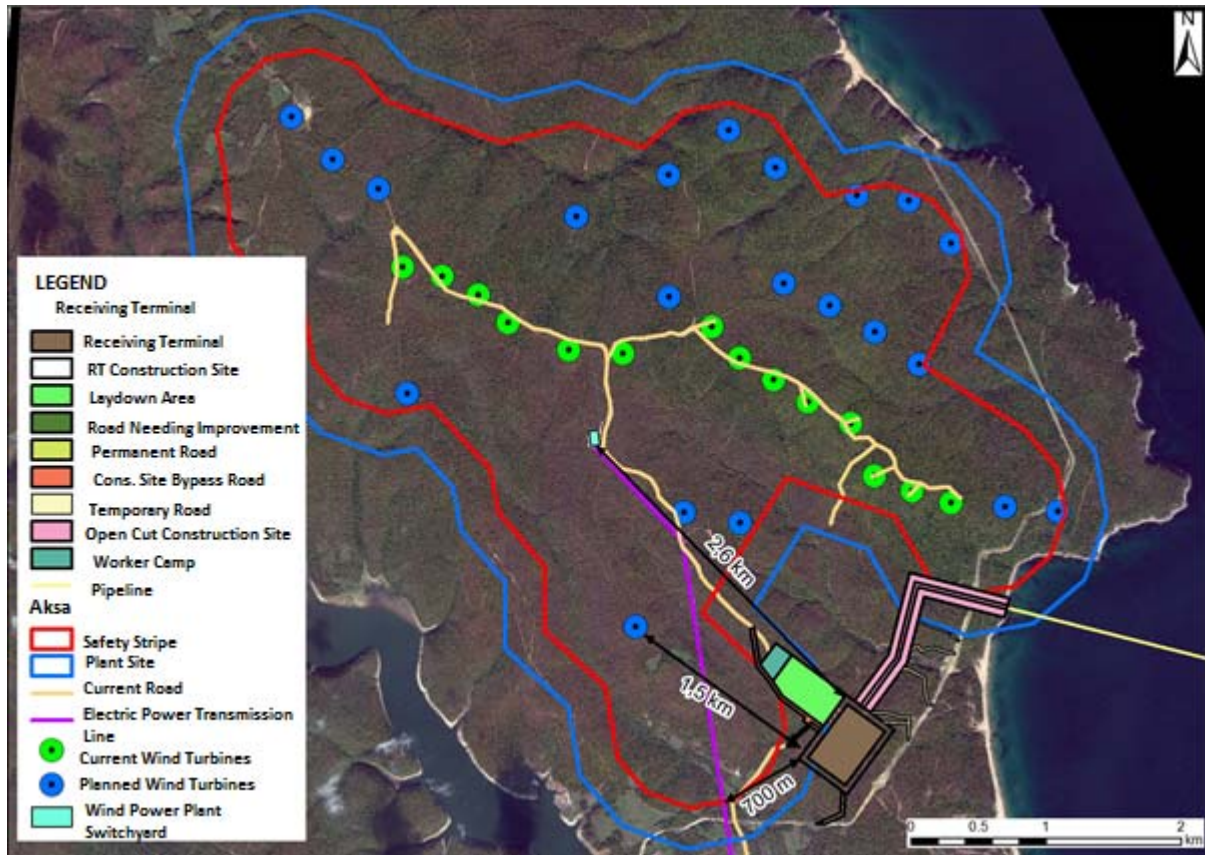 N
LEGEND
Receiving Terminal
Receiving Terminal
RT Construction Site
Laydown Area
Road Needing Improvement
Permanent Road
Cons. Site Bypass Road
Temporary Road
Open Cut Construction Site
Worker Camp
Pipeline
Aksa
Safety Stripe
Plant Site
Current Road
Electric Power Transmission
Line
Current Wind Turbines
Planned Wind Turbines
Wind Power Plant
Switchyard
2,6 km
1,5 km
700 m
0 0.5 1 2
km